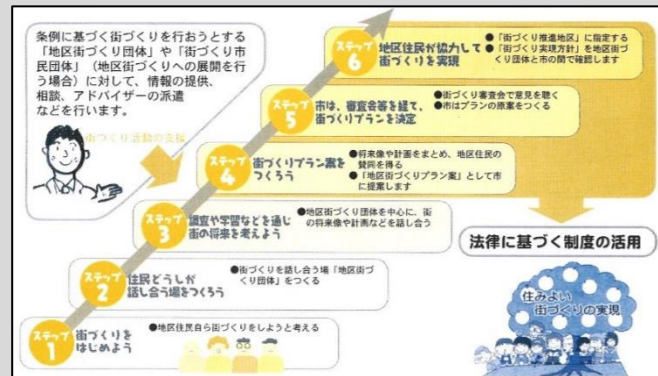 条例に基づく街づくりを行おうとする
「地区街づくり団体」や「街づくり市
民団体」（地区街づくりへの展開を行
う場合）に対して、情報の提供、
相談、アドバイザーの派遣
などを行います。
街づくり活動の支援
ステップ
6
地区住民が協力して
街づくりを実現
●「街づくり推進地区」に指定する
●「街づくり実現方針」を地区街づ
くり団体と市の間で確認します
ステップ
5
市は、審査会等を経て、
街づくりプランを決定
●街づくり審査会で意見を聴く
●市はプランの原案をつくる
ステップ
4
街づくりプラン案を
つくろう
●将来像や計画をまとめ、地区住民の
賛同を得る
●「地区街づくりプラン案」として市
に提案します
ステップ
3
調査や学習などを通じ
街の将来を考えよう
●地区街づくり団体を中心に、街
の将来像や計画などを話し合う
ステップ
2
住民どうしが
話し合う場をつくろう
●街づくりを話し合う場「地区街づ
くり団体」をつくる
ステップ
1
街づくりを
はじめよう
●地区住民自ら街づくりをしようと考える
法律に基づく制度の活用
住みよい
街づくりの実現